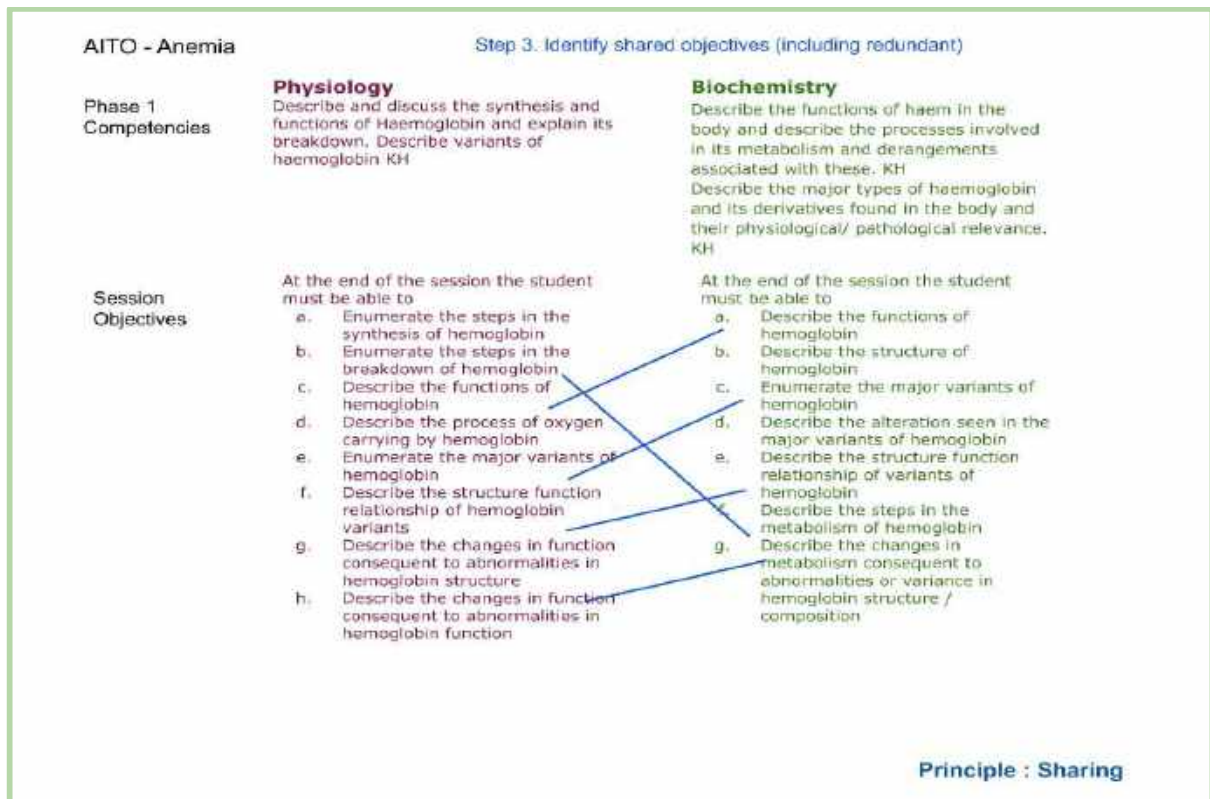 AITO - Anemia
Step 3. Identify shared objectives (including redundant)
Phase 1
Competencies
Physiology
Describe and discuss the synthesis and
functions of Haemoglobin and explain its
breakdown. Describe variants of
haemoglobin KH
Biochemistry
Describe the functions of haem in the
body and describe the processes involved
in its metabolism and derangements
associated with these. KH
Describe the major types of haemoglobin
and its derivatives found in the body and
their physiological/ pathological relevance.
KH
Session
Objectives
At the end of the session the student
must be able to
a. Enumerate the steps in the
synthesis of hemoglobin
b. Enumerate the steps in the
breakdown of hemoglobin
c. Describe the functions of
hemoglobin
d. Describe the process of oxygen
carrying by hemoglobin
e. Enumerate the major variants of
hemoglobin
f. Describe the structure function
relationship of hemoglobin
variants
g. Describe the changes in function
consequent to abnormalities in
hemoglobin structure
h. Describe the changes in function
consequent to abnormalities in
hemoglobin function
At the end of the session the student
must be able to
a. Describe the functions of
hemoglobin
b. Describe the structure of
hemoglobin
c. Enumerate the major variants of
hemoglobin
d. Describe the alteration seen in the
major variants of hemoglobin
e. Describe the structure function
relationship of variants of
hemoglobin
f. Describe the steps in the
metabolism of hemoglobin
g. Describe the changes in
metabolism consequent to
abnormalities or variance in
hemoglobin structure /
composition
Principle : Sharing